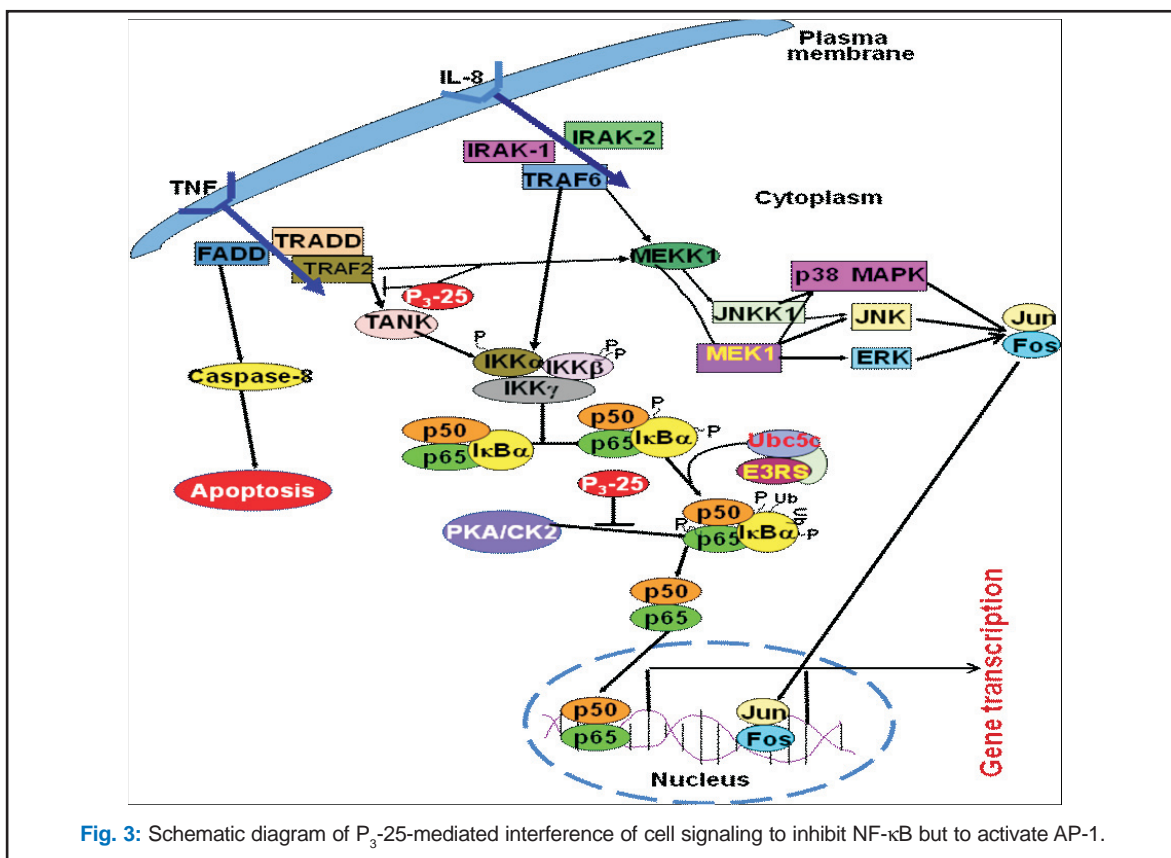 Plasma
membrane
IL-8
IRAK-2
IRAK-1
TRAF6
TNF
Cytoplasm
TRADD
FADD
TRAF2
MEKK1
p38 MAPK
P₃-25
JNKK1
JNK
Jun
TANK
MEK1
ERK
Fos
P
P
P
IKKα
IKKβ
Caspase-8
IKKγ
P
p50
p50
IκBα
P
p65
IκBα
p65
Ubc5c
E3RS
Apoptosis
P₃-25
P
Ub
p50
P
IκBα
P
PKA/CK2
p65
p50
p65
Gene transcription
p50
Jun
p65
Fos
Nucleus
Fig. 3: Schematic diagram of P₃-25-mediated interference of cell signaling to inhibit NF-κB but to activate AP-1.